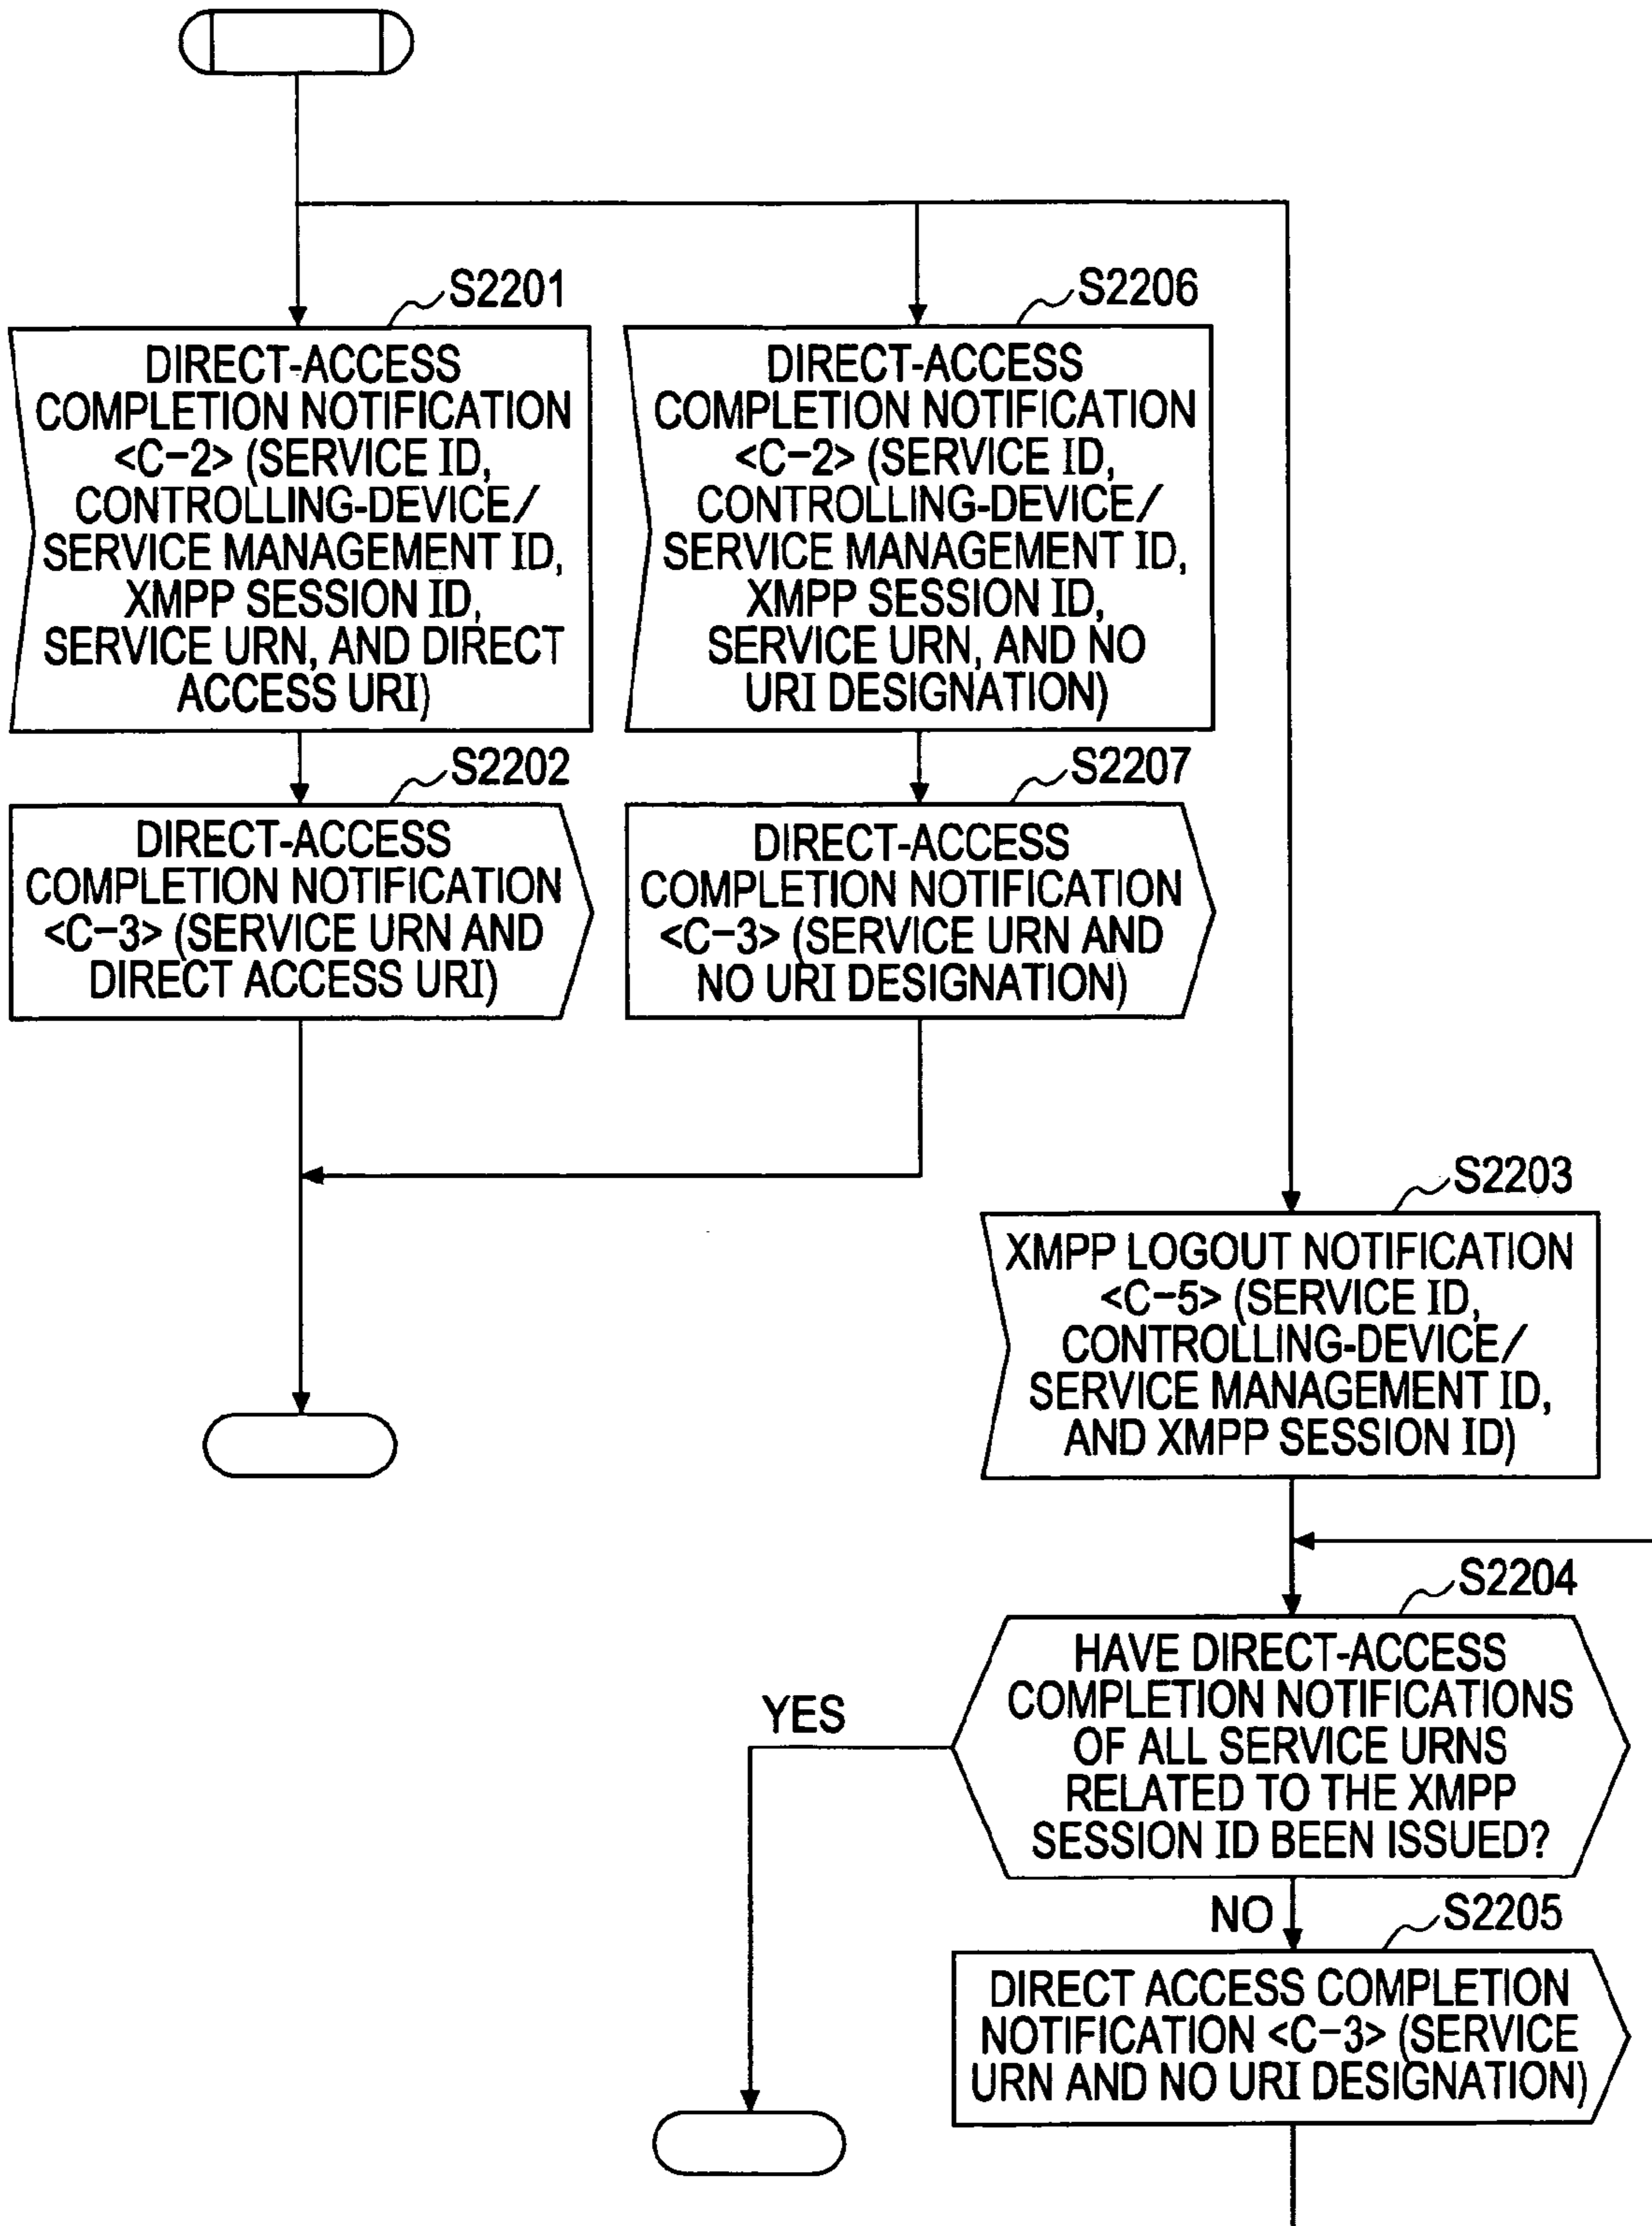 S2201
DIRECT-ACCESS
COMPLETION NOTIFICATION
<C-2> (SERVICE ID,
CONTROLLING-DEVICE/
SERVICE MANAGEMENT ID,
XMPP SESSION ID,
SERVICE URN, AND DIRECT
ACCESS URI)
S2206
DIRECT-ACCESS
COMPLETION NOTIFICATION
<C-2> (SERVICE ID,
CONTROLLING-DEVICE/
SERVICE MANAGEMENT ID,
XMPP SESSION ID,
SERVICE URN, AND NO
URI DESIGNATION)
S2202
DIRECT-ACCESS
COMPLETION NOTIFICATION
<C-3> (SERVICE URN AND
DIRECT ACCESS URI)
S2207
DIRECT-ACCESS
COMPLETION NOTIFICATION
<C-3> (SERVICE URN AND
NO URI DESIGNATION)
S2203
XMPP LOGOUT NOTIFICATION
<C-5> (SERVICE ID,
CONTROLLING-DEVICE/
SERVICE MANAGEMENT ID,
AND XMPP SESSION ID)
S2204
HAVE DIRECT-ACCESS
COMPLETION NOTIFICATIONS
OF ALL SERVICE URNS
RELATED TO THE XMPP
SESSION ID BEEN ISSUED?
YES
NO
S2205
DIRECT ACCESS COMPLETION
NOTIFICATION <C-3> (SERVICE
URN AND NO URI DESIGNATION)